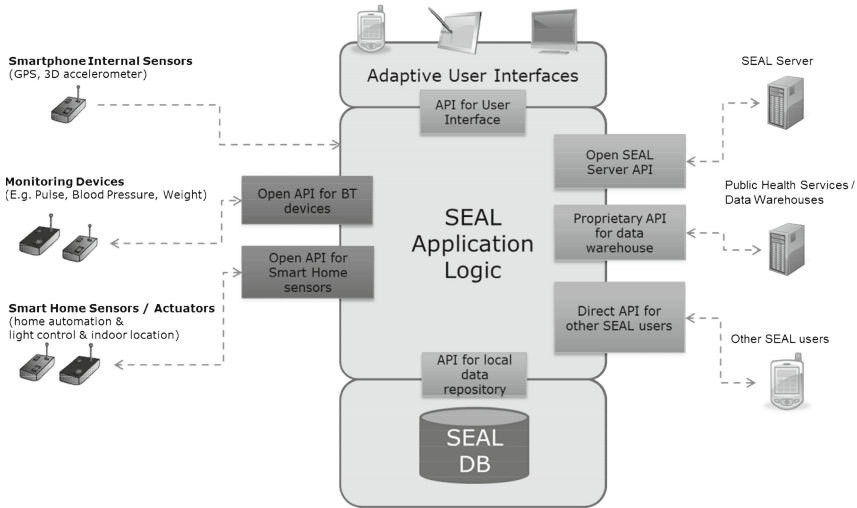 Smartphone Internal Sensors
(GPS, 3D accelerometer)
Monitoring Devices
(E.g. Pulse, Blood Pressure, Weight)
Smart Home Sensors / Actuators
(home automation &
light control & indoor location)
Adaptive User Interfaces
API for User
Interface
Open API for BT
devices
Open API for
Smart Home
sensors
SEAL
Application
Logic
Open SEAL
Server API
Proprietary API
for data
warehouse
Direct API for
other SEAL users
API for local
data
repository
SEAL
DB
SEAL Server
Public Health Services /
Data Warehouses
Other SEAL users